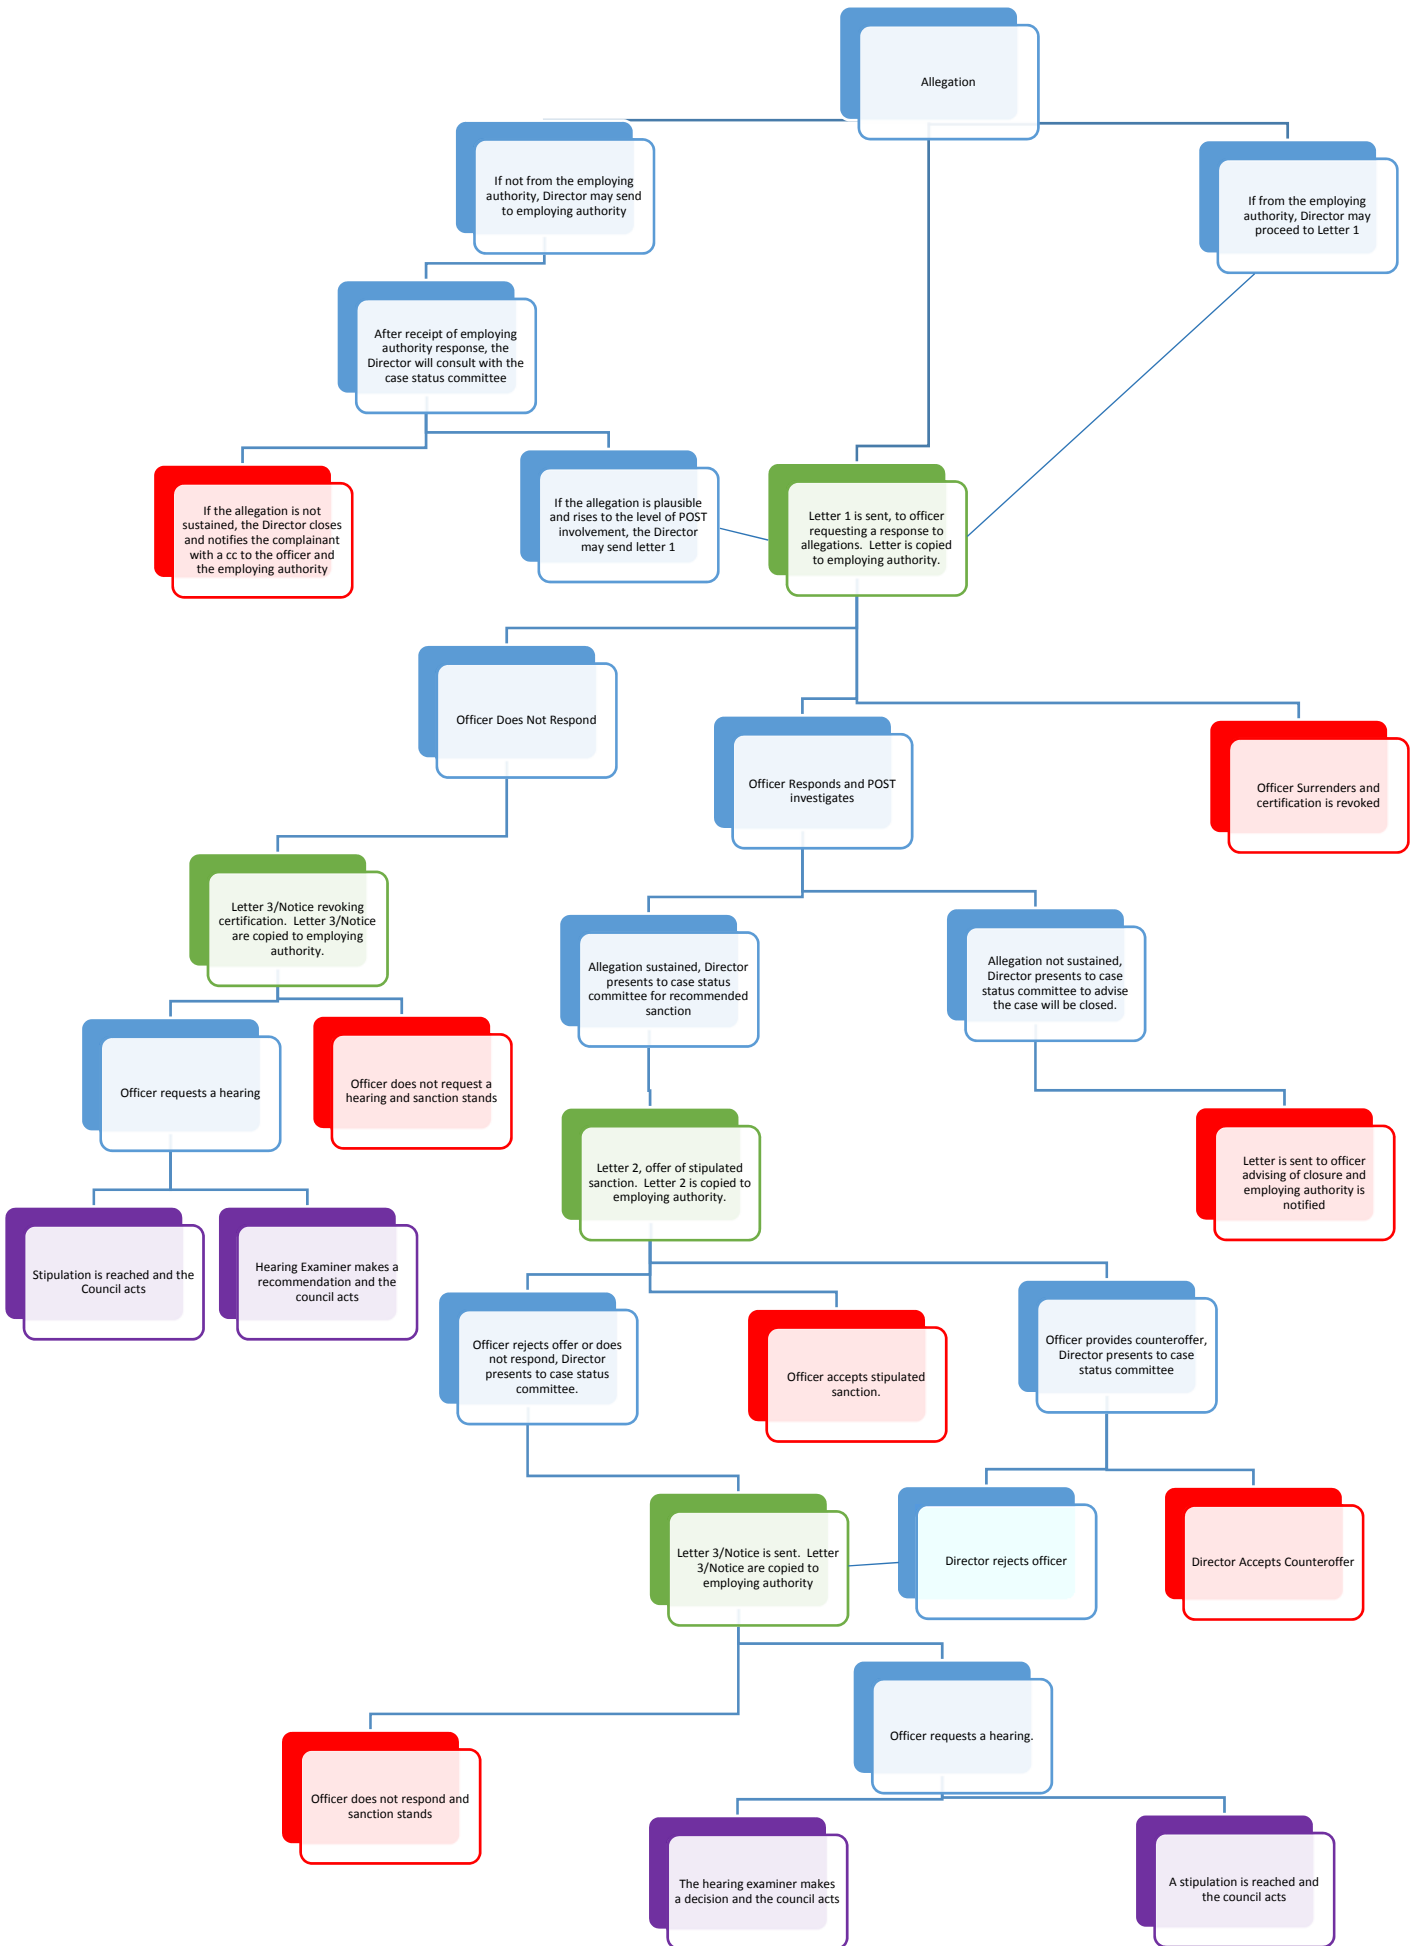 Allegation
If not from the employing
authority, Director may send
to employing authority
If from the employing
authority, Director may
proceed to Letter 1
After receipt of employing
authority response, the
Director will consult with the
case status committee
If the allegation is not
sustained, the Director closes
and notifies the complainant
with a cc to the officer and
the employing authority
If the allegation is plausible
and rises to the level of POST
involvement, the Director
may send letter 1
Letter 1 is sent, to officer
requesting a response to
allegations. Letter is copied
to employing authority.
Officer Does Not Respond
Officer Responds and POST
investigates
Officer Surrenders and
certification is revoked
Letter 3/Notice revoking
certification. Letter 3/Notice
are copied to employing
authority.
Allegation sustained, Director
presents to case status
committee for recommended
sanction
Allegation not sustained,
Director presents to case
status committee to advise
the case will be closed.
Officer requests a hearing
Officer does not request a
hearing and sanction stands
Letter 2, offer of stipulated
sanction. Letter 2 is copied to
employing authority.
Letter is sent to officer
advising of closure and
employing authority is
notified
Stipulation is reached and the
Council acts
Hearing Examiner makes a
recommendation and the
council acts
Officer rejects offer or does
not respond, Director
presents to case status
committee.
Officer accepts stipulated
sanction.
Officer provides counteroffer,
Director presents to case
status committee
Letter 3/Notice is sent. Letter
3/Notice are copied to
employing authority
Director rejects officer
Director Accepts Counteroffer
Officer requests a hearing.
Officer does not respond and
sanction stands
The hearing examiner makes
a decision and the council acts
A stipulation is reached and
the council acts